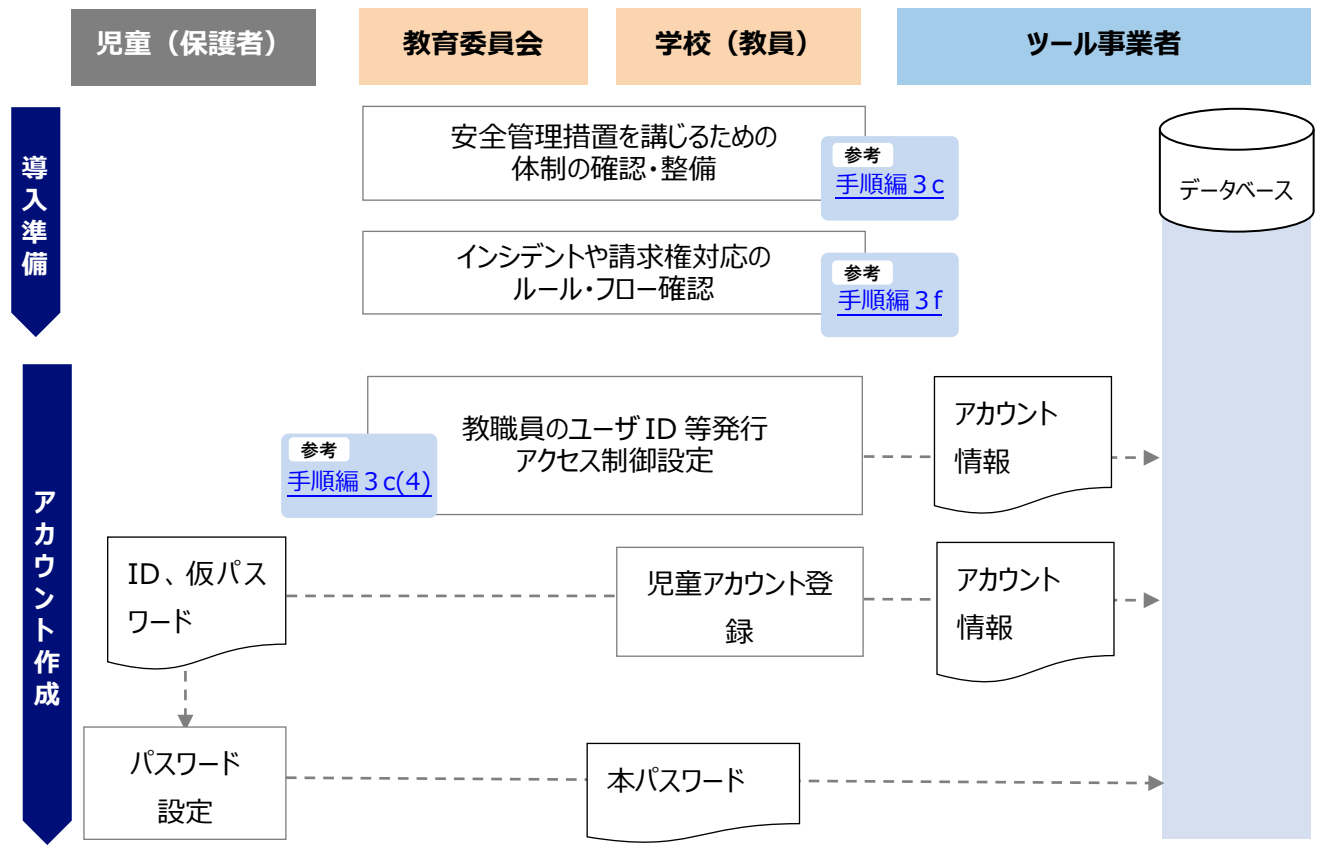 児童（保護者）
教育委員会
学校（教員）
ツール事業者
導入準備
安全管理措置を講じるための
体制の確認・整備
参考
手順編３c
データベース
インシデントや請求権対応の
ルール・フロー確認
参考
手順編３f
アカウント作成
教職員のユーザ ID 等発行
アクセス制御設定
参考
手順編３c(4)
アカウント
情報
ID、仮パス
ワード
児童アカウント登
録
アカウント
情報
パスワード
設定
本パスワード